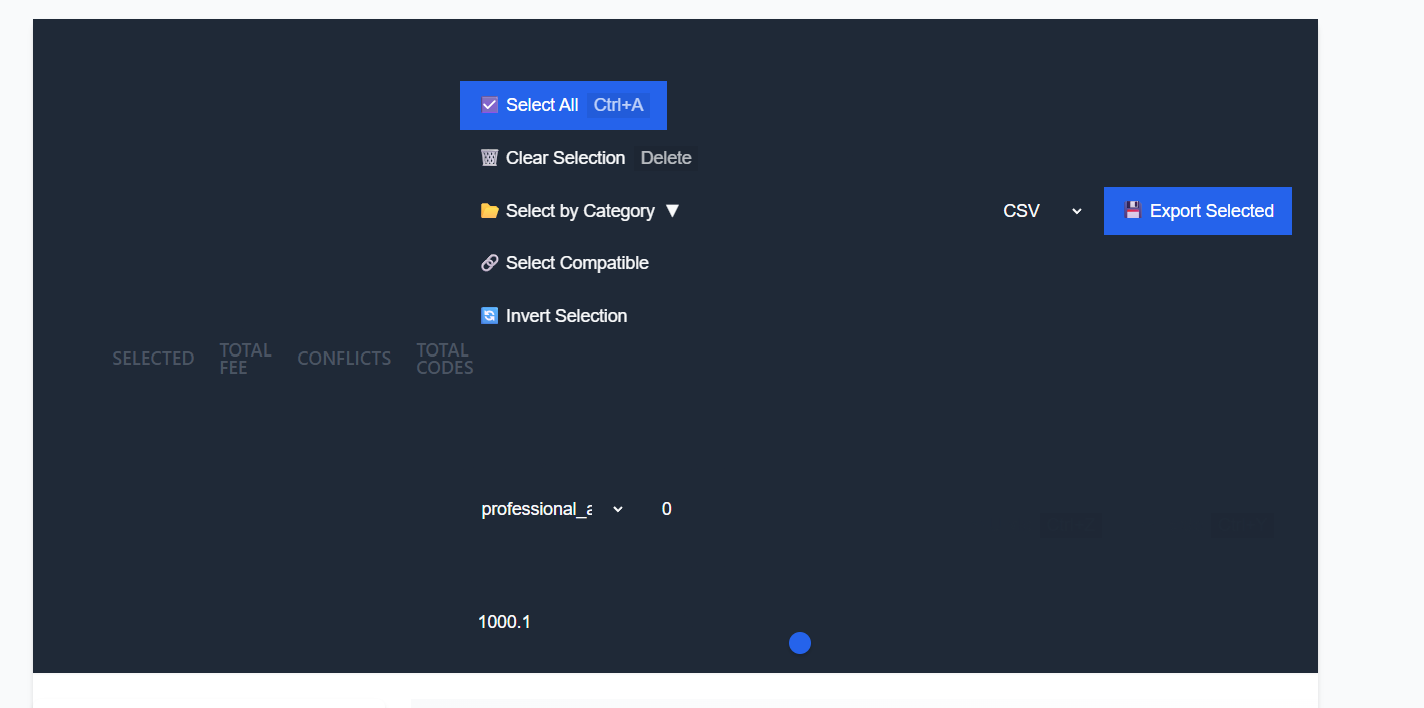 Select All Ctrl+A
Clear Selection Delete
Select by Category ▼
CSV
Export Selected
Select Compatible
Invert Selection
SELECTED
TOTAL
FEE
CONFLICTS
TOTAL
CODES
professional_a
0
1000.1